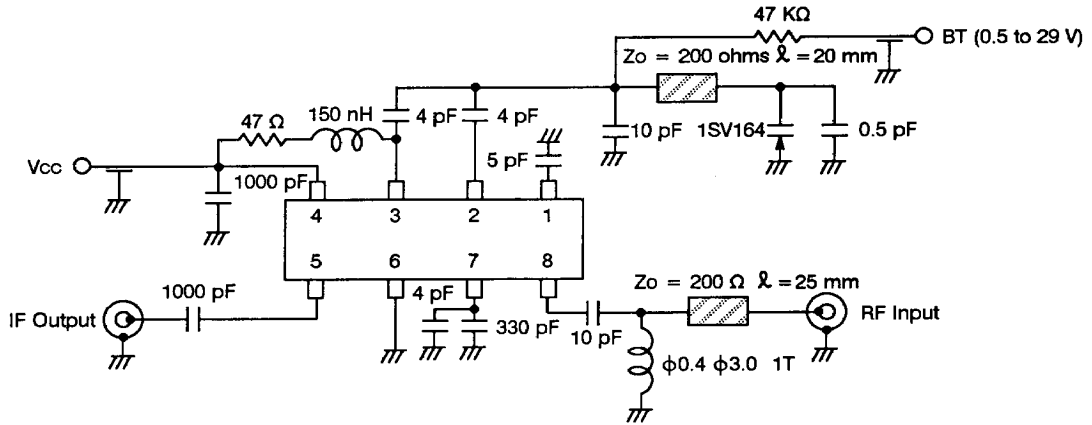 47 KΩ
BT (0.5 to 29 V)
Zo = 200 ohms ℓ = 20 mm
150 nH
4 pF
4 pF
47 Ω
10 pF
1SV164
0.5 pF
5 pF
Vcc
1000 pF
4 3 2 1
5 6 7 8
1000 pF
4 pF
Zo = 200 Ω ℓ = 25 mm
IF Output
330 pF
10 pF
RF Input
ϕ0.4 ϕ3.0 1T